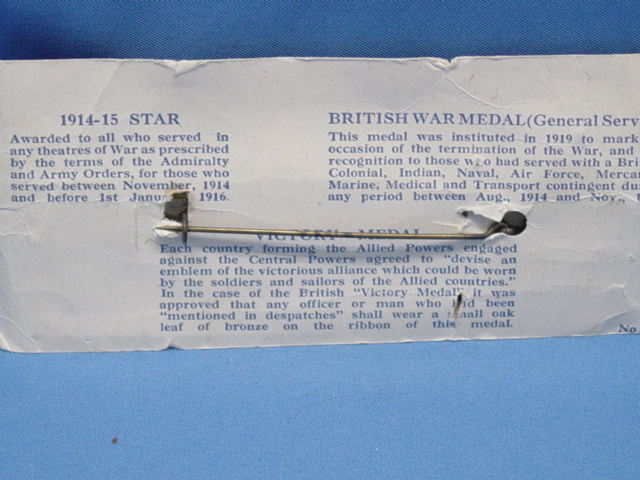 1914-15 STAR
Awarded to all who served in
any theatres of War as prescribed
by the terms of the Admiralty
and Army Orders, for those who
served between November, 1914
and before 1st 1916.
BRITISH WAR MEDAL (General Serv
This medal was instituted in 1919 to mark
occasion of the termination of the War, and
recognition to those who had served with a Bri
Colonial, Indian, Naval, Air Force, Mercan
Marine, Medical and Transport contingent du
any period between Aug., 1914 and Nov.,
VICTORY MEDAL
Each country forming the Allied Powers engaged
against the Central Powers agreed to "devise an
emblem of the victorious alliance which could be worn
by the soldiers and sailors of the Allied countries."
In the case of the British "Victory Medal" it was
approved that any officer or man who had been
"mentioned in despatches" shall wear a small oak
leaf of bronze on the ribbon of this medal.
No